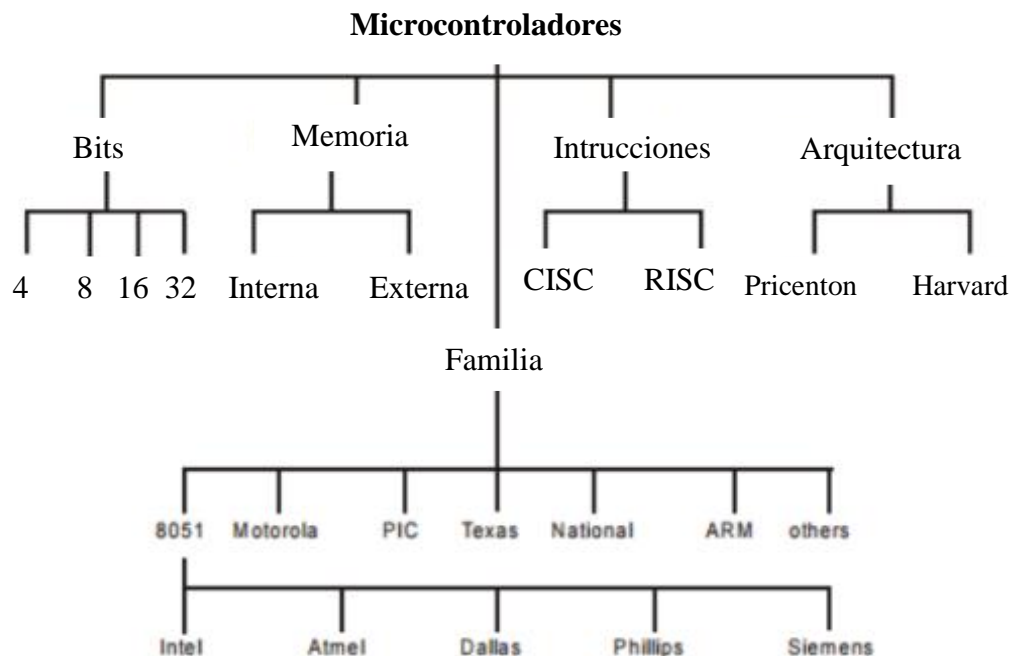 Microcontroladores
Bits Memoria Intrucciones Arquitectura
4 8 16 32 Interna Externa CISC RISC Pricenton Harvard
Familia
8051 Motorola PIC Texas National ARM others
Intel Atmel Dallas Phillips Siemens